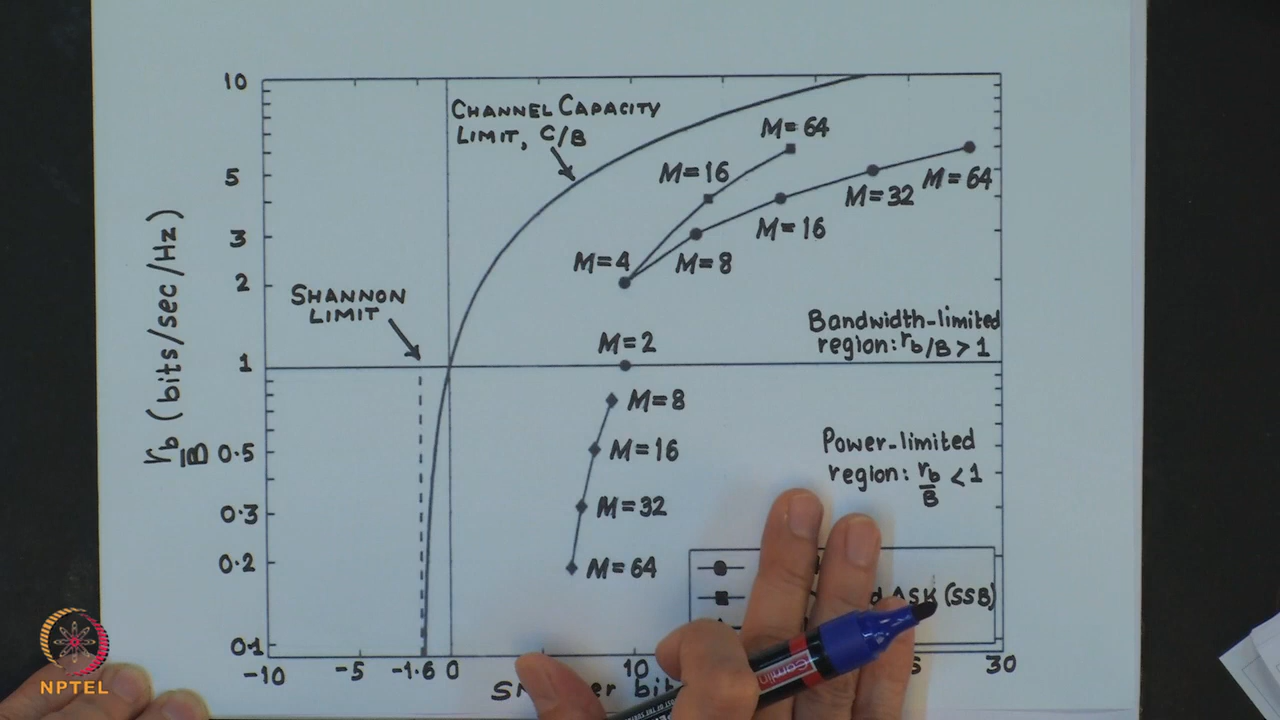 10
CHANNEL CAPACITY
LIMIT, C/B
M=64
M=16
5
M=32
M=64
M=16
3
M=4
M=8
2
SHANNON
LIMIT
Bandwidth-limited
region: rb/B > 1
M=2
1
rb/B (bits/sec/Hz)
M=8
Power-limited
region: rb/B < 1
0.5
M=16
0.3
M=32
0.2
M=64
ASK (SSB)
0.1
-10
-5
-1.6
0
10
30
NPTEL